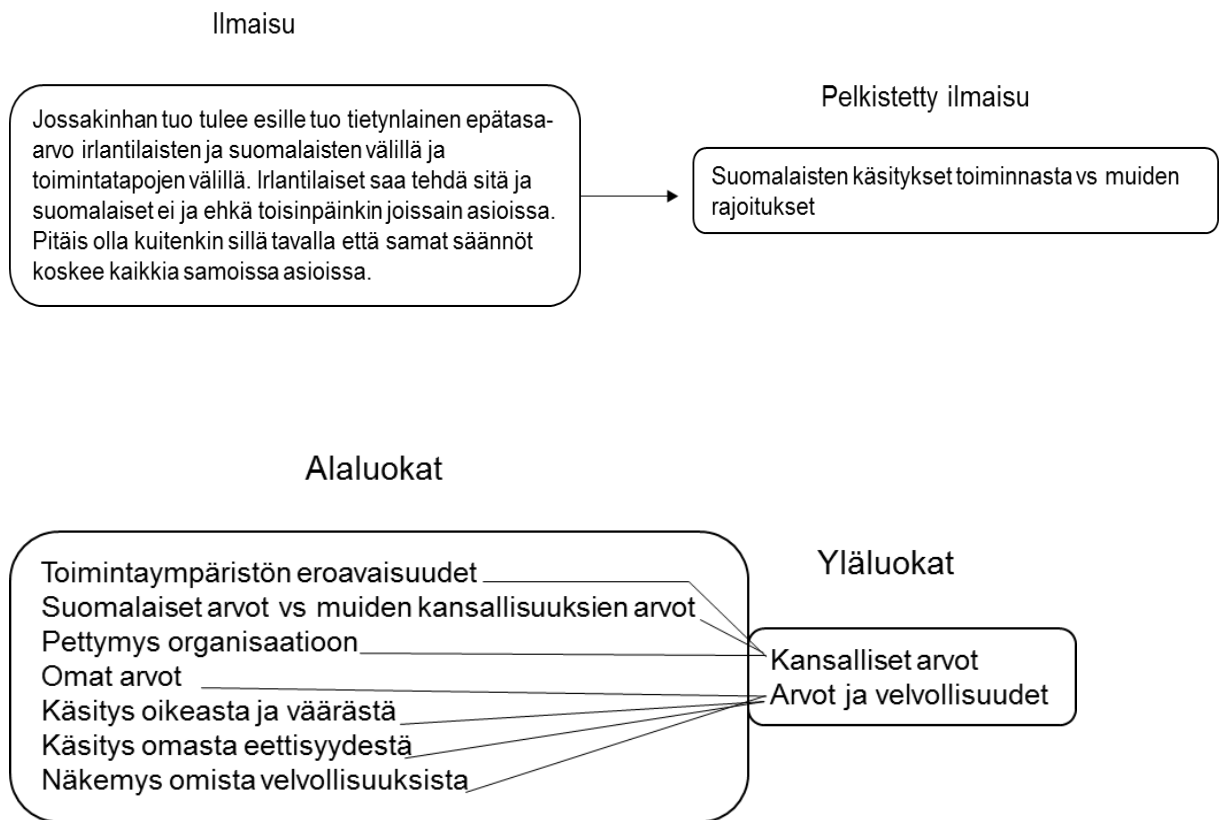 Ilmaisu
Jossakinhan tuo tulee esille tuo tietynlainen epätasa-
arvo irlantilaisten ja suomalaisten välillä ja
toimintatapojen välillä. Irlantilaiset saa tehdä sitä ja
suomalaiset ei ja ehkä toisinpäinkin joissain asioissa.
Pitäis olla kuitenkin sillä tavalla että samat säännöt
koskee kaikkia samoissa asioissa.
Pelkistetty ilmaisu
Suomalaisten käsitykset toiminnasta vs muiden
rajoitukset
Alaluokat
Toimintaympäristön eroavaisuudet
Suomalaiset arvot vs muiden kansallisuuksien arvot
Pettymys organisaatioon
Omat arvot
Käsitys oikeasta ja väärästä
Käsitys omasta eettisyydestä
Näkemys omista velvollisuuksista
Yläluokat
Kansalliset arvot
Arvot ja velvollisuudet